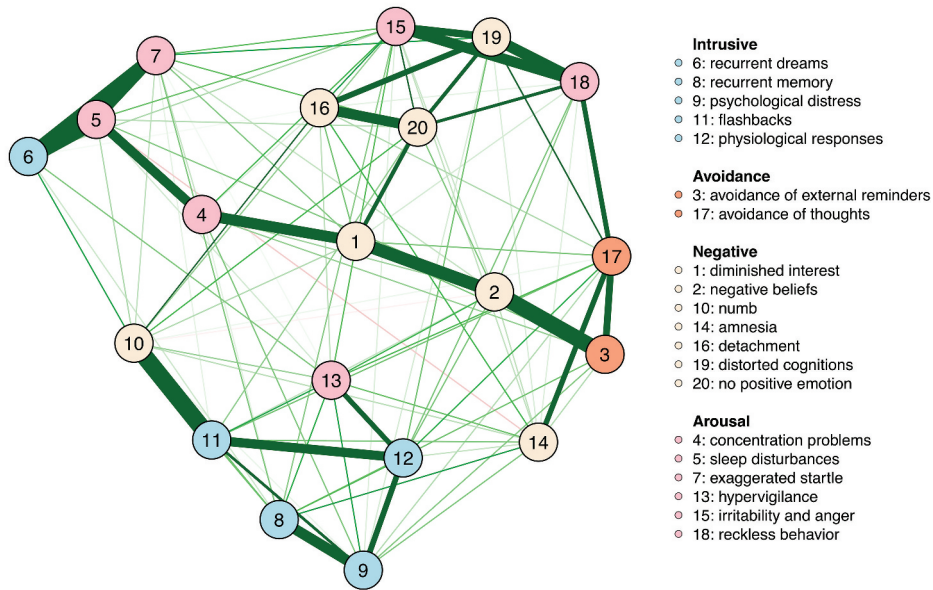 15
19
7
18
16
20
5
6
4
1
17
2
10
3
13
11
12
14
8
9
Intrusive
6: recurrent dreams
8: recurrent memory
9: psychological distress
11: flashbacks
12: physiological responses
Avoidance
3: avoidance of external reminders
17: avoidance of thoughts
Negative
1: diminished interest
2: negative beliefs
10: numb
14: amnesia
16: detachment
19: distorted cognitions
20: no positive emotion
Arousal
4: concentration problems
5: sleep disturbances
7: exaggerated startle
13: hypervigilance
15: irritability and anger
18: reckless behavior